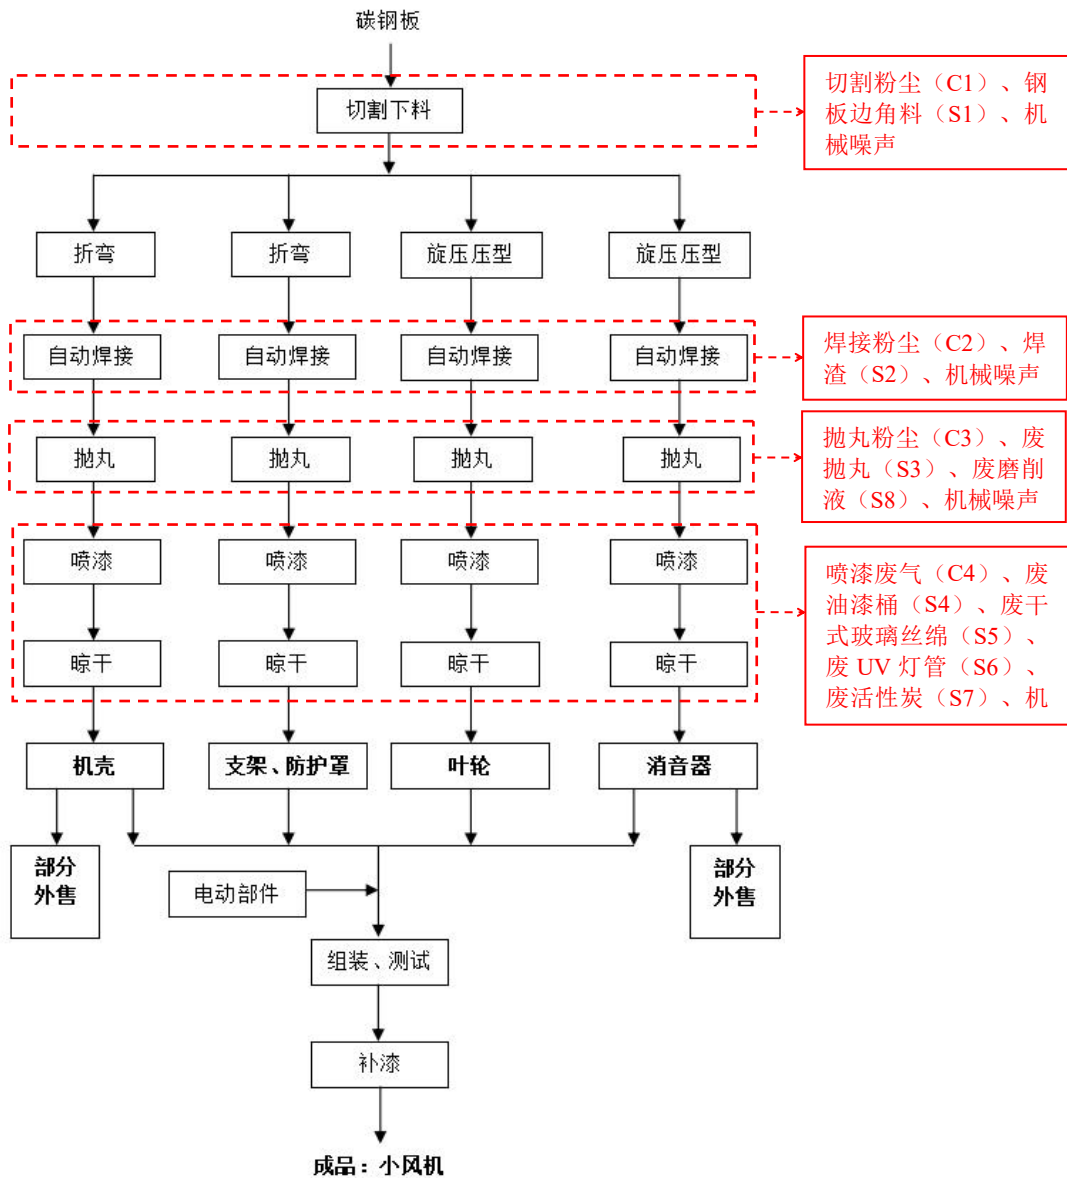 碳钢板
切割下料
切割粉尘（C1）、钢
板边角料（S1）、机
械噪声
折弯
折弯
旋压压型
旋压压型
自动焊接
自动焊接
自动焊接
自动焊接
焊接粉尘（C2）、焊
渣（S2）、机械噪声
抛丸
抛丸
抛丸
抛丸
抛丸粉尘（C3）、废
抛丸（S3）、废磨削
液（S8）、机械噪声
喷漆
喷漆
喷漆
喷漆
晾干
晾干
晾干
晾干
喷漆废气（C4）、废
油漆桶（S4）、废干
式玻璃丝绵（S5）、
废 UV 灯管（S6）、
废活性炭（S7）、机
机壳
支架、防护罩
叶轮
消音器
部分
外售
部分
外售
电动部件
组装、测试
补漆
成品：小风机